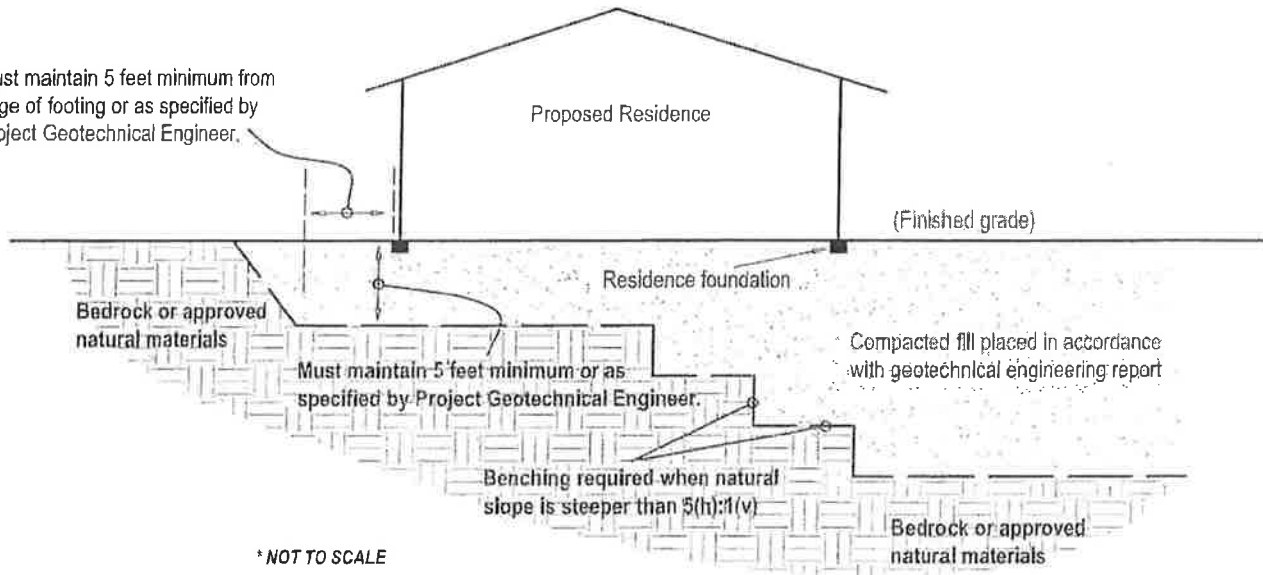 ust maintain 5 feet minimum from
ge of footing or as specified by
oject Geotechnical Engineer.
Proposed Residence
(Finished grade)
Residence foundation
Bedrock or approved
natural materials
Compacted fill placed in accordance
with geotechnical engineering report
Must maintain 5 feet minimum or as
specified by Project Geotechnical Engineer.
Benching required when natural
slope is steeper than 5(h):1(v)
Bedrock or approved
natural materials
* NOT TO SCALE